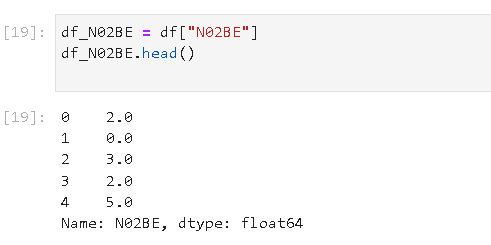 [19]: df_N02BE = df["N02BE"]
df_N02BE.head()
[19]: 0    2.0
1    0.0
2    3.0
3    2.0
4    5.0
Name: N02BE, dtype: float64